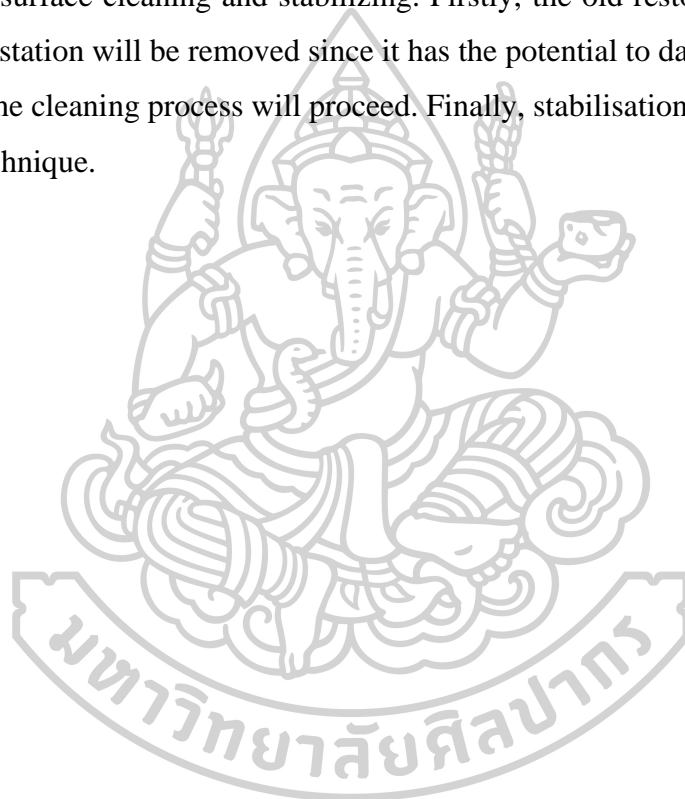 surface cleaning and stabilizing. Firstly, the old resto
station will be removed since it has the potential to da
he cleaning process will proceed. Finally, stabilisation
chnique.
มหาวิทยาลัยศิลปากร